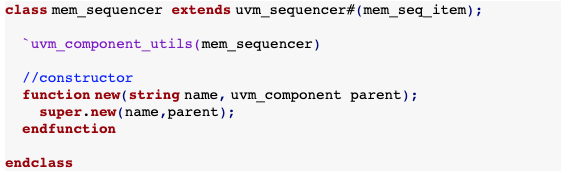 class mem_sequencer extends uvm_sequencer#(mem_seq_item);
`uvm_component_utils(mem_sequencer)
//constructor
function new(string name, uvm_component parent);
super.new(name,parent);
endfunction
endclass